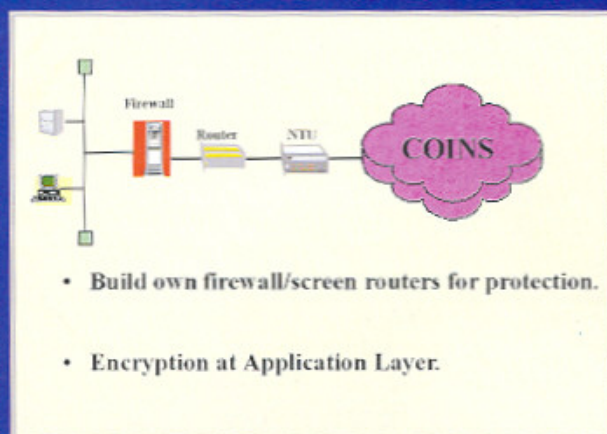 Firewall
Router
NTU
COINS
• Build own firewall/screen routers for protection.
• Encryption at Application Layer.